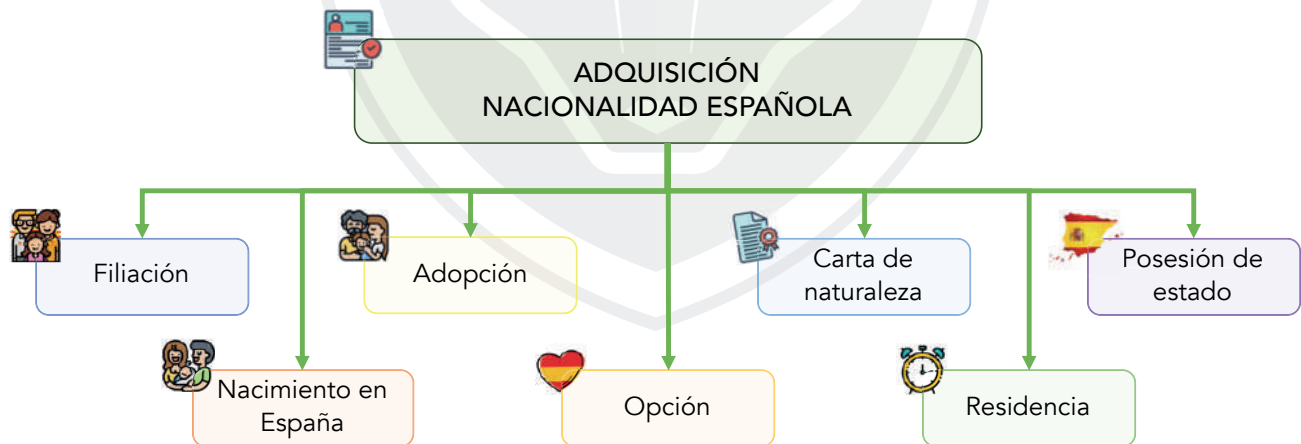 ADQUISICIÓN
NACIONALIDAD ESPAÑOLA
Filiación
Adopción
Carta de
naturaleza
Posesión de
estado
Nacimiento en
España
Opción
Residencia